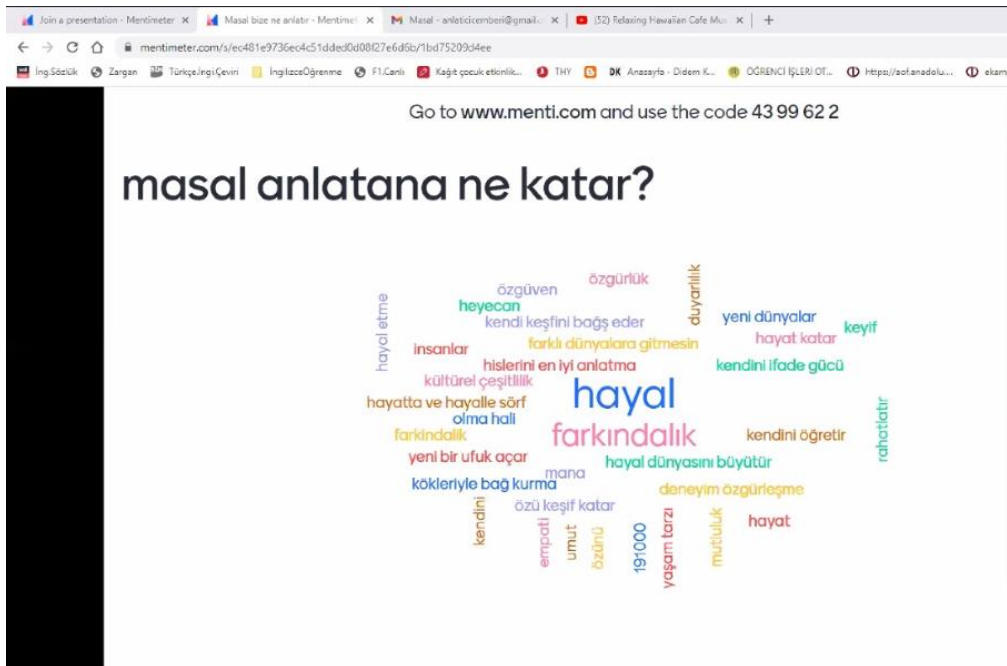 Join a presentation - Mentimeter
Masal bize ne anlatır - Mentimet
Masal - anlaticicemberi@gmail.c
(52) Relaxing Hawaiian Cafe Mus
mentimeter.com/s/ec481e9736ec4c51dded0d08f27e6d6b/1bd75209d4ee
İng.Sözlük
Zargan
Türkçe.İngi.Çeviri
İngilizceÖğrenme
F1.Canlı
Kağıt çocuk etkinlik...
THY
DK Anasayfa - Didem K...
ÖĞRENCİ İŞLERİ OT...
https://aof.anadolu...
Go to www.menti.com and use the code 43 99 62 2
masal anlatana ne katar?
özgürlük
duyarlılık
özgüven
hayal etme
heyecan
yeni dünyalar
kendi keşfini bağş eder
keyif
hayat katar
farklı dünyalara gitmesin
insanlar
hislerini en iyi anlatma
kendini ifade gücü
kültürel çeşitlilik
hayal
hayatta ve hayalle sörf
olma hali
rahatlatır
farkindalik
farkındalık
kendini öğretir
yeni bir ufuk açar
hayal dünyasını büyütür
mana
kökleriyle bağ kurma
deneyim özgürleşme
kendini
özü keşif katar
empati
umut
özünü
191000
yaşam tarzı
mutluluk
hayat